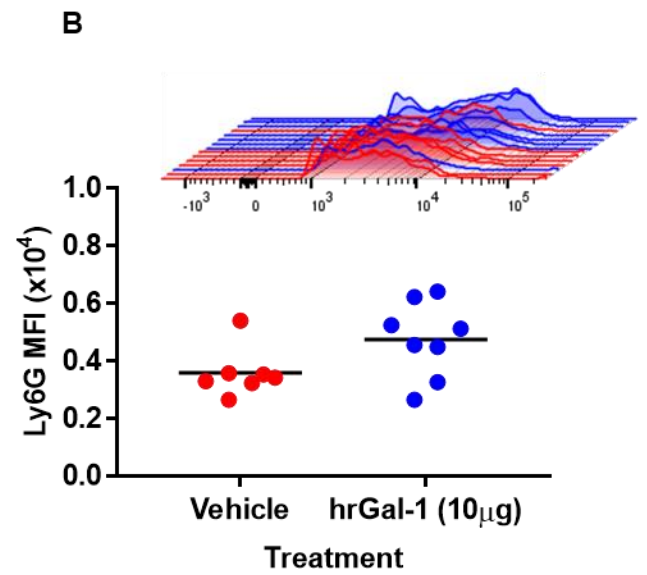 B
-10³ 0 10³ 10⁴ 10⁵
1.0
0.8
0.6
0.4
0.2
0.0
Ly6G MFI (x10⁴)
Vehicle hrGal-1 (10μg)
Treatment